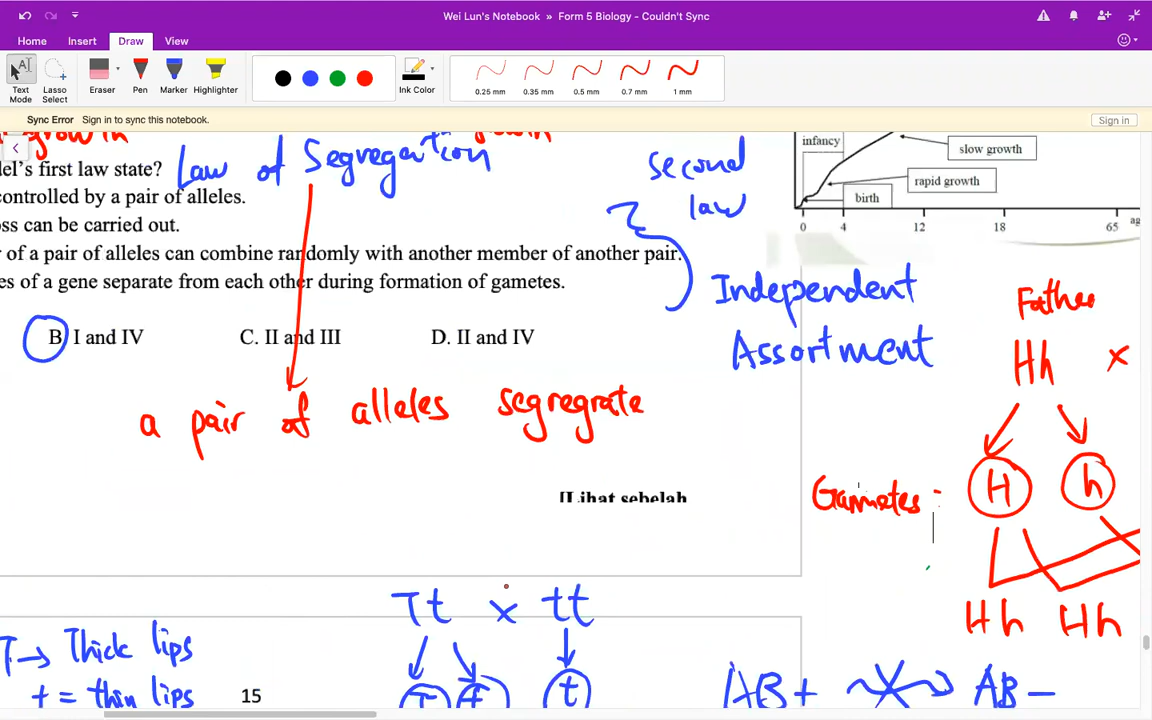 Wei Lun's Notebook » Form 5 Biology - Couldn't Sync
Home Insert Draw View
Text Mode
Lasso Select
Eraser
Pen
Marker
Highlighter
Ink Color
0.25 mm 0.35 mm 0.5 mm 0.7 mm 1 mm
Sync Error Sign in to sync this notebook.
Sign in
el's first law state?
Law of Segregation
controlled by a pair of alleles.
ss can be carried out.
r of a pair of alleles can combine randomly with another member of another pair.
es of a gene separate from each other during formation of gametes.
B. I and IV C. II and III D. II and IV
a pair of alleles segregrate
[Lihat sebelah
second law
Independent Assortment
infancy
slow growth
rapid growth
birth
0 4 12 18 65 ag
Father
Hh ×
Gametes :
H h
Hh Hh
Tt × tt
T t t
T → Thick lips
t = thin lips
15
AB+ AB−